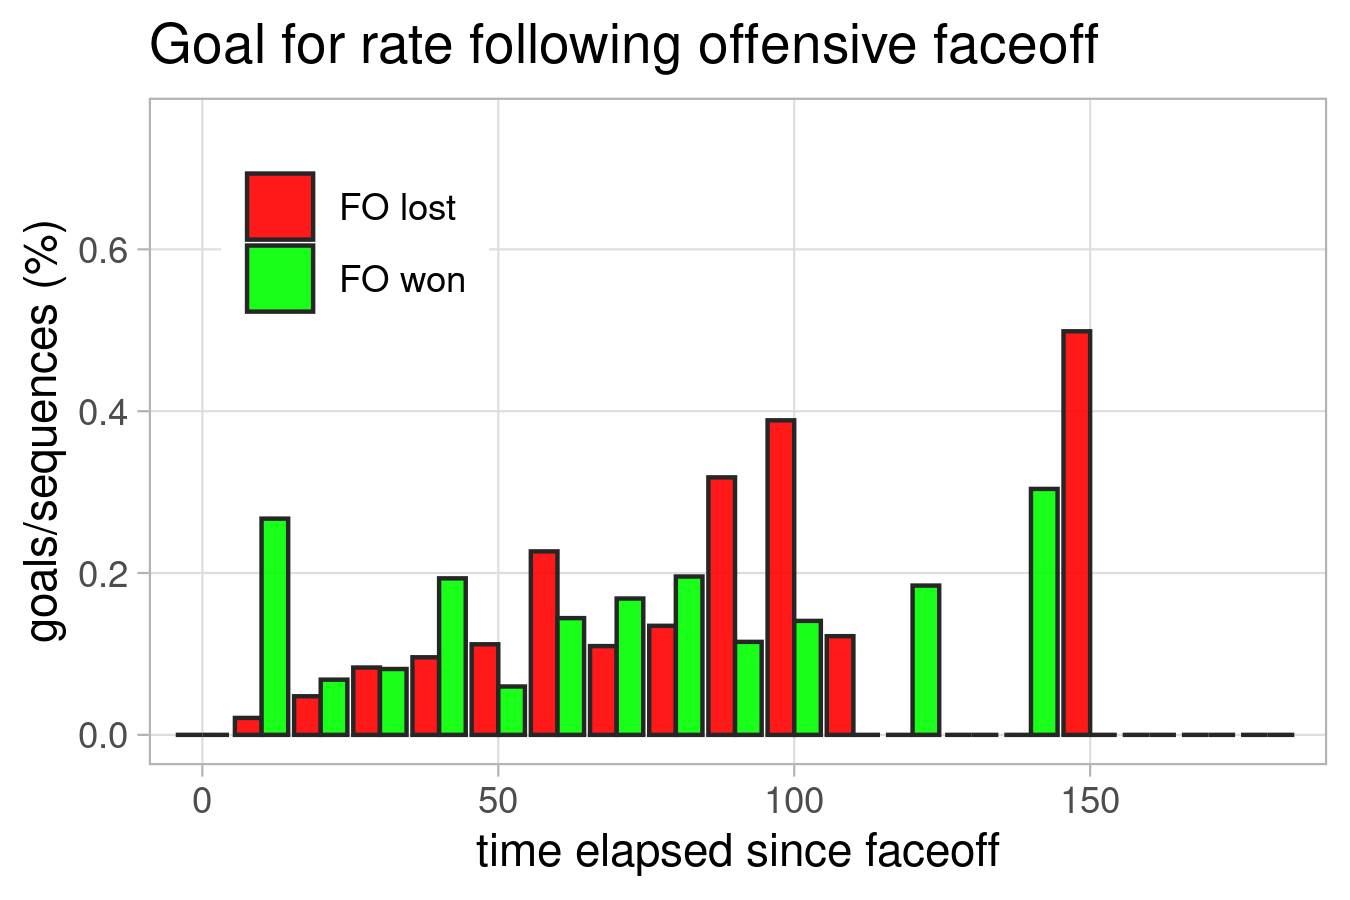 Goal for rate following offensive faceoff
FO lost
FO won
goals/sequences (%)
0.6
0.4
0.2
0.0
0 50 100 150
time elapsed since faceoff